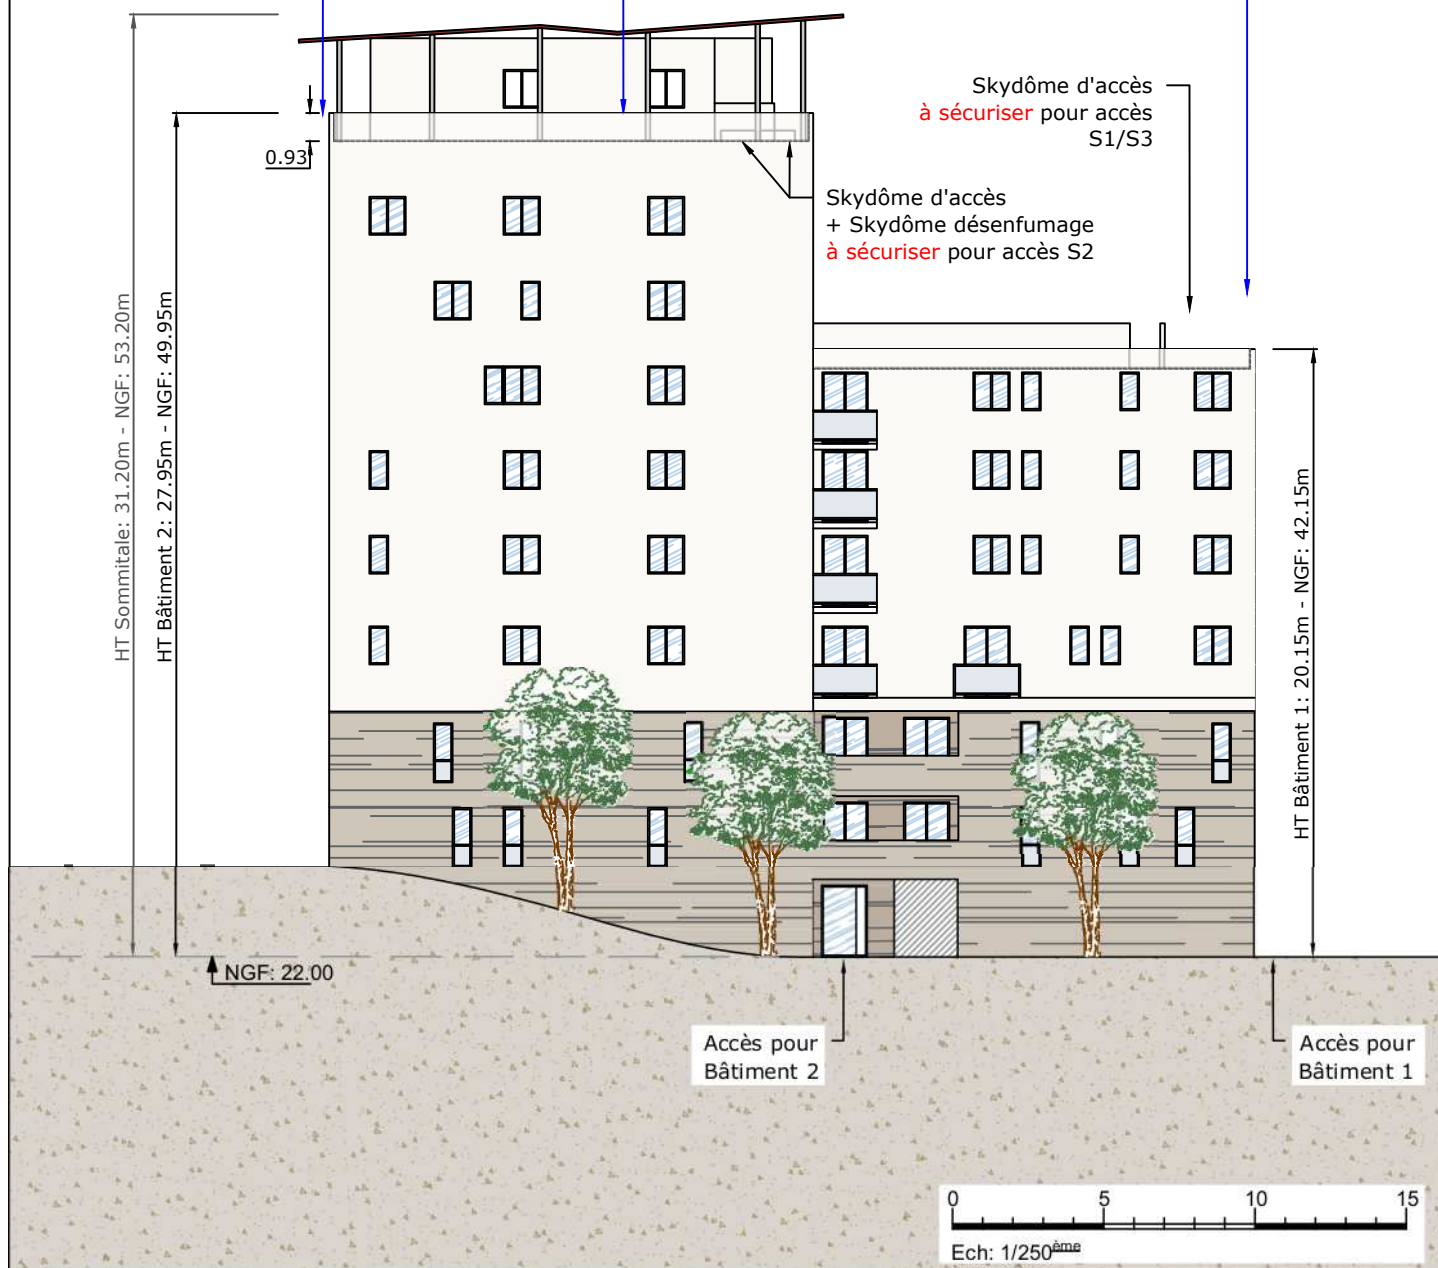 Skydôme d'accès
à sécuriser pour accès
S1/S3
0.93
Skydôme d'accès
+ Skydôme désenfumage
à sécuriser pour accès S2
HT Sommitale: 31.20m - NGF: 53.20m
HT Bâtiment 2: 27.95m - NGF: 49.95m
HT Bâtiment 1: 20.15m - NGF: 42.15m
NGF: 22.00
Accès pour
Bâtiment 2
Accès pour
Bâtiment 1
0 5 10 15
Ech: 1/250ème